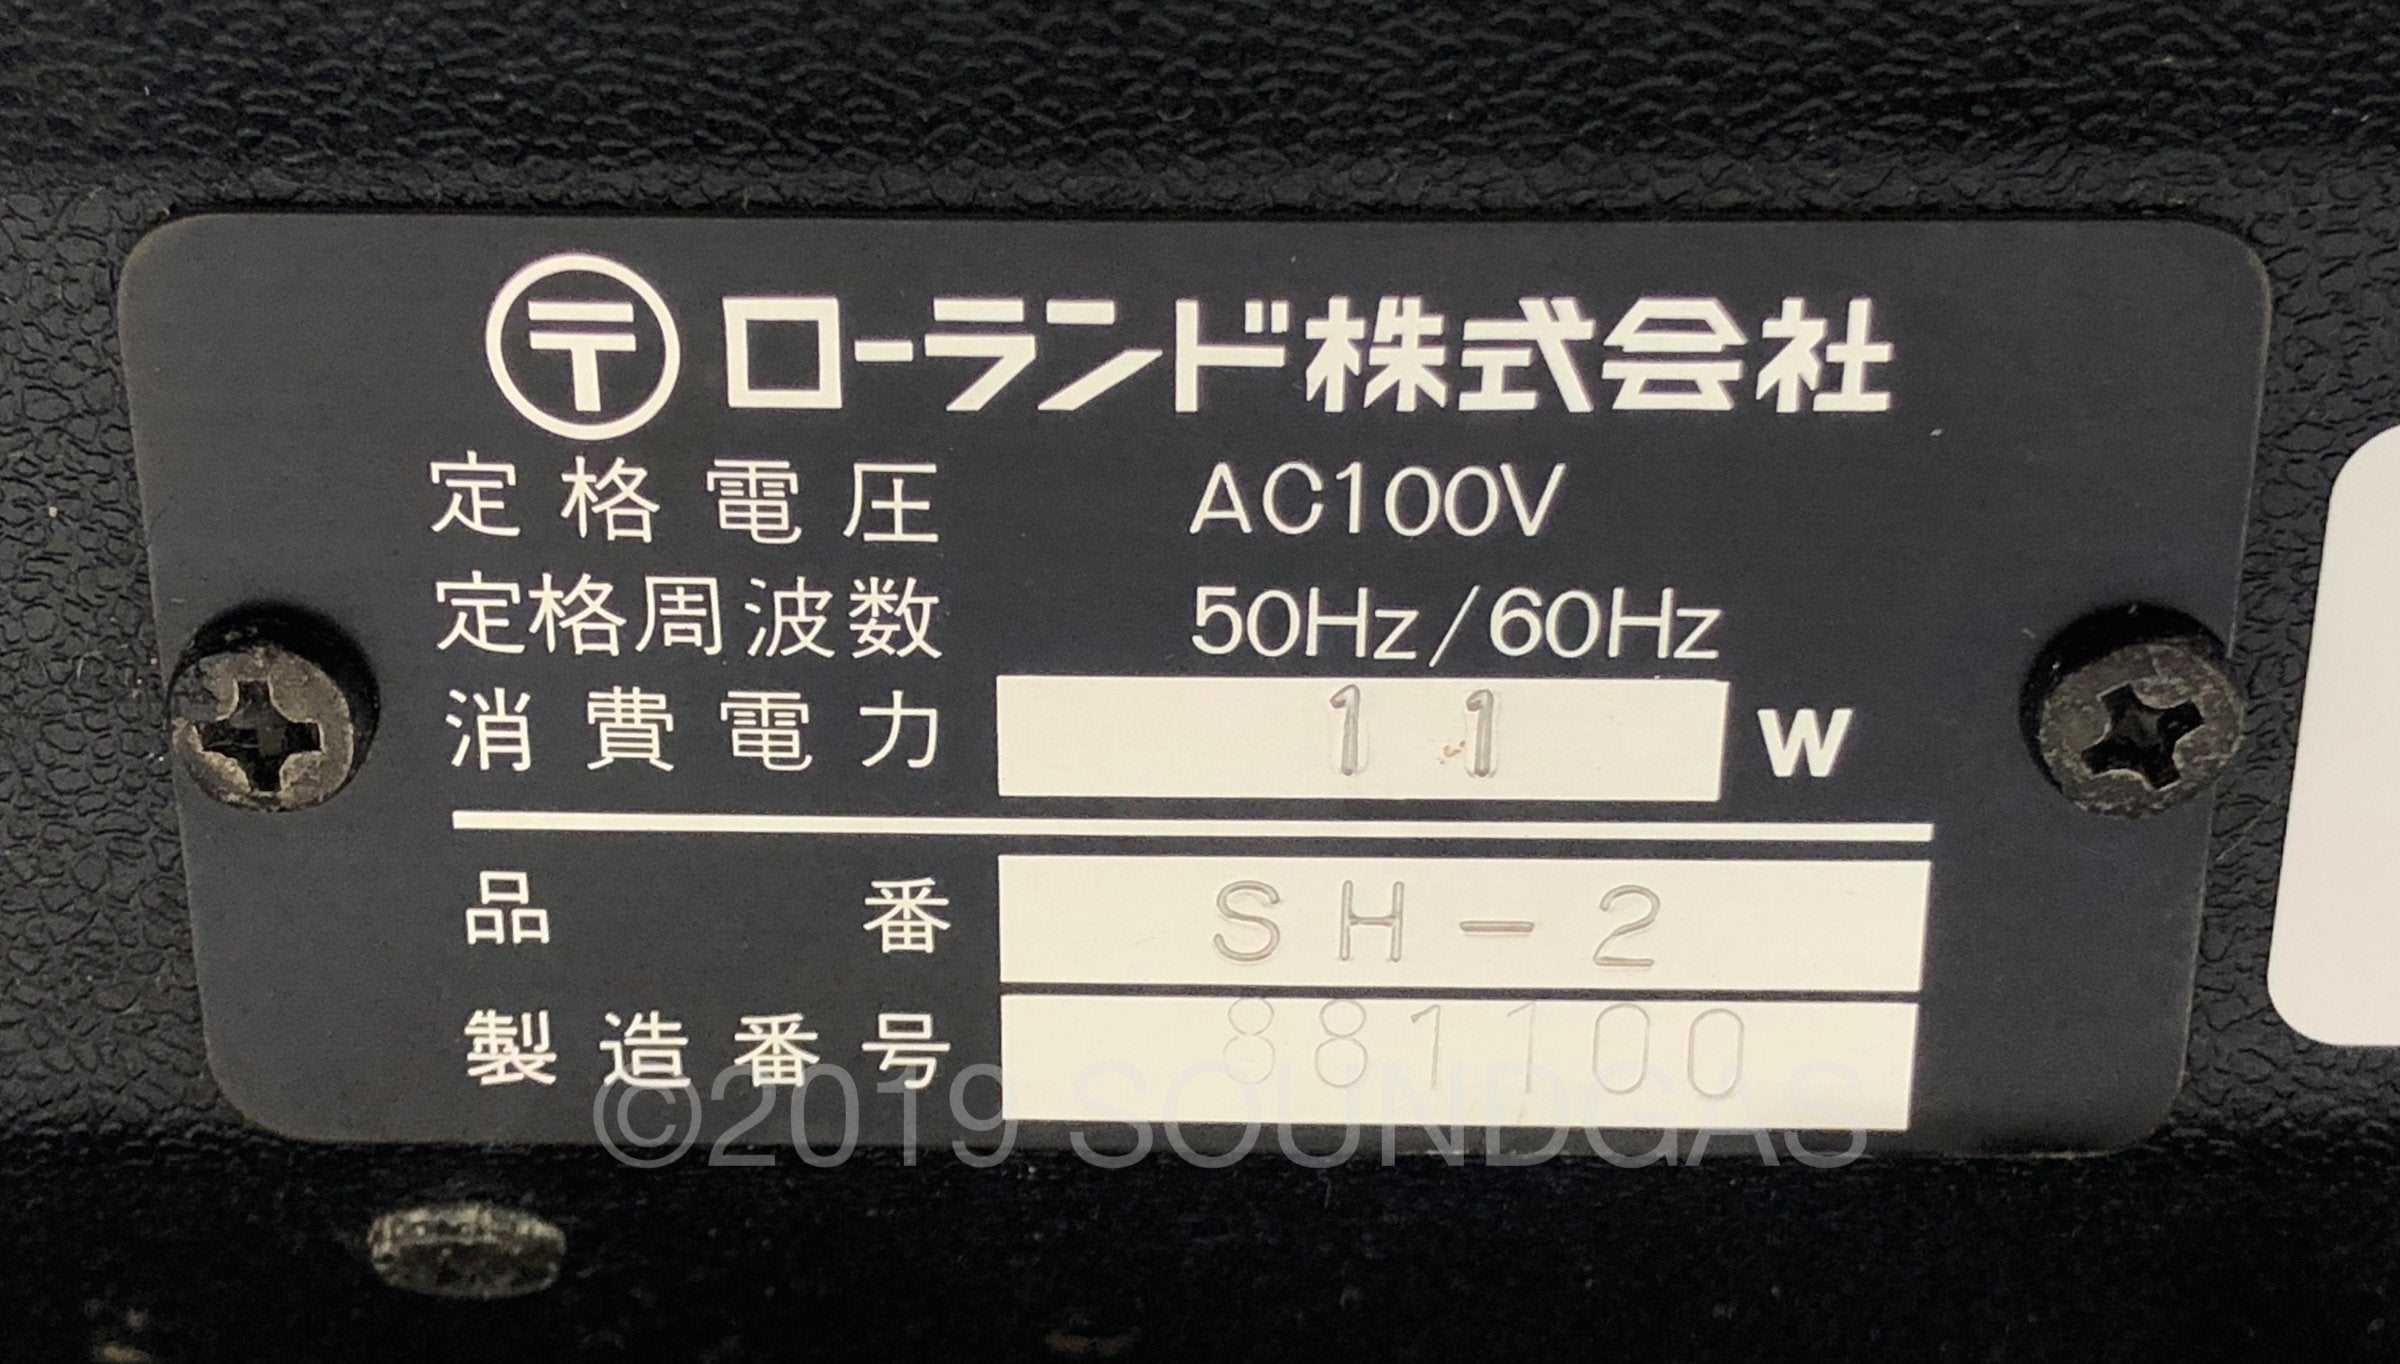 〒 ローランド株式会社
定格電圧 AC100V
定格周波数 50Hz/60Hz
消費電力 11 W
品番 SH-2
製造番号 881100
©2019 SOUNDGAS